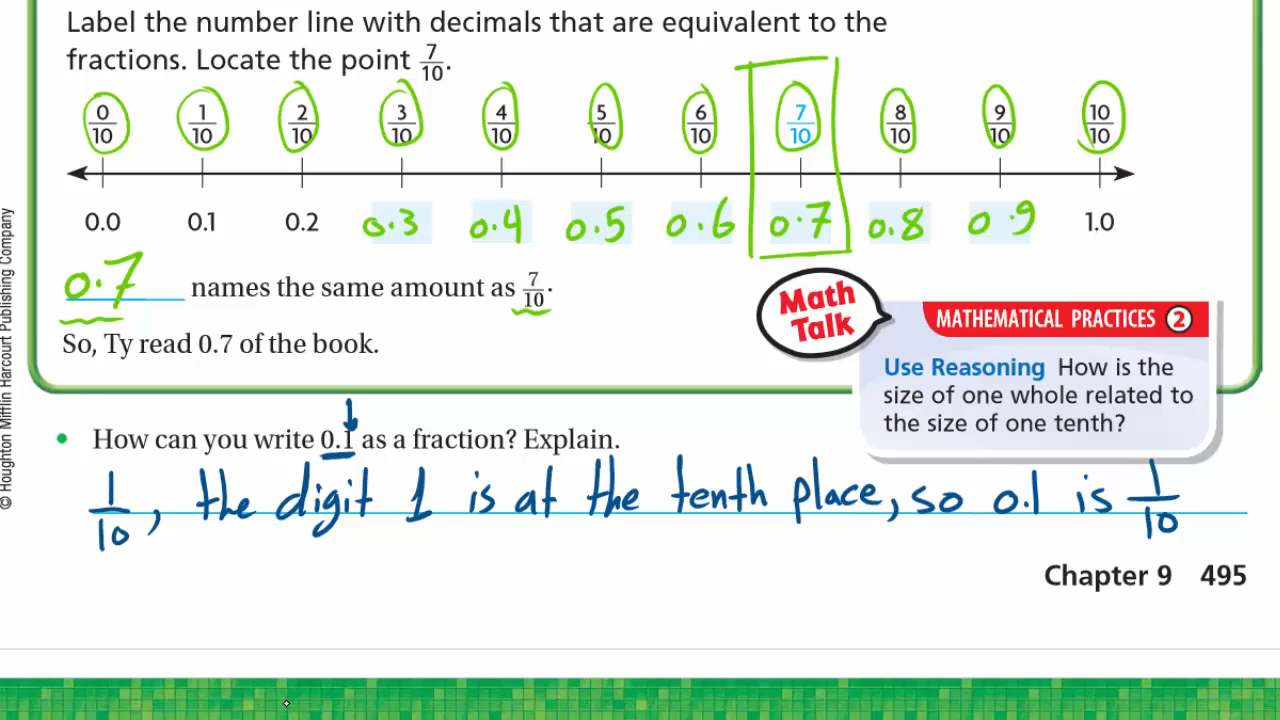 Label the number line with decimals that are equivalent to the
fractions. Locate the point 7/10.
0/10 1/10 2/10 3/10 4/10 5/10 6/10 7/10 8/10 9/10 10/10
0.0 0.1 0.2 0.3 0.4 0.5 0.6 0.7 0.8 0.9 1.0
0.7 names the same amount as 7/10.
So, Ty read 0.7 of the book.
Math
Talk
MATHEMATICAL PRACTICES 2
Use Reasoning How is the
size of one whole related to
the size of one tenth?
• How can you write 0.1 as a fraction? Explain.
1/10, the digit 1 is at the tenth place, so 0.1 is 1/10
Chapter 9 495
© Houghton Mifflin Harcourt Publishing Company